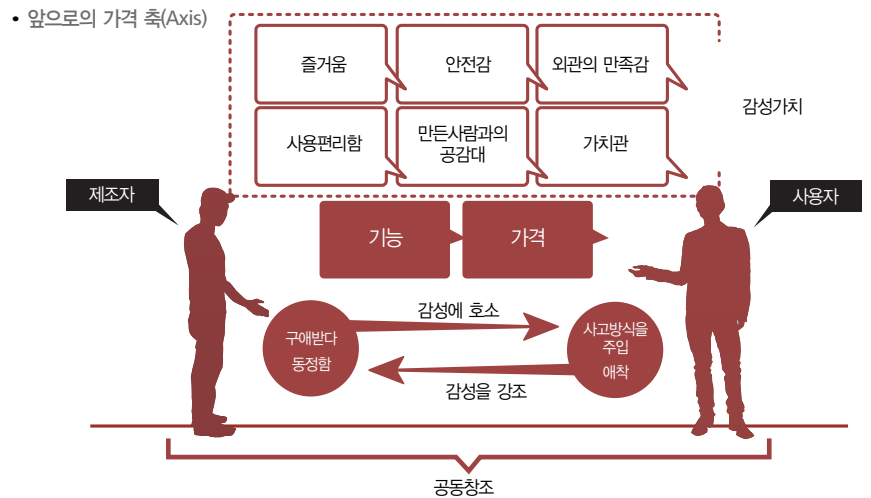 • 앞으로의 가격 축(Axis)
즐거움
안전감
외관의 만족감
감성가치
사용편리함
만든사람과의
공감대
가치관
제조자
사용자
기능
가격
감성에 호소
구애받다
동정함
사고방식을
주입
애착
감성을 강조
공동창조